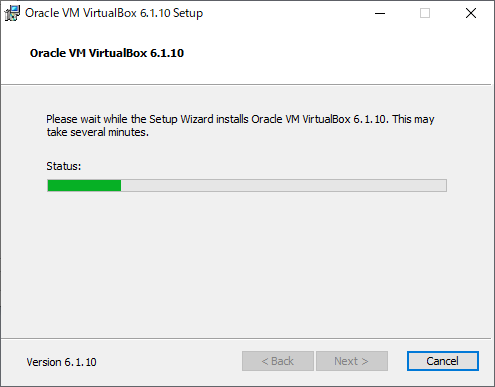 Oracle VM VirtualBox 6.1.10 Setup
Oracle VM VirtualBox 6.1.10
Please wait while the Setup Wizard installs Oracle VM VirtualBox 6.1.10. This may
take several minutes.
Status:
Version 6.1.10
< Back
Next >
Cancel